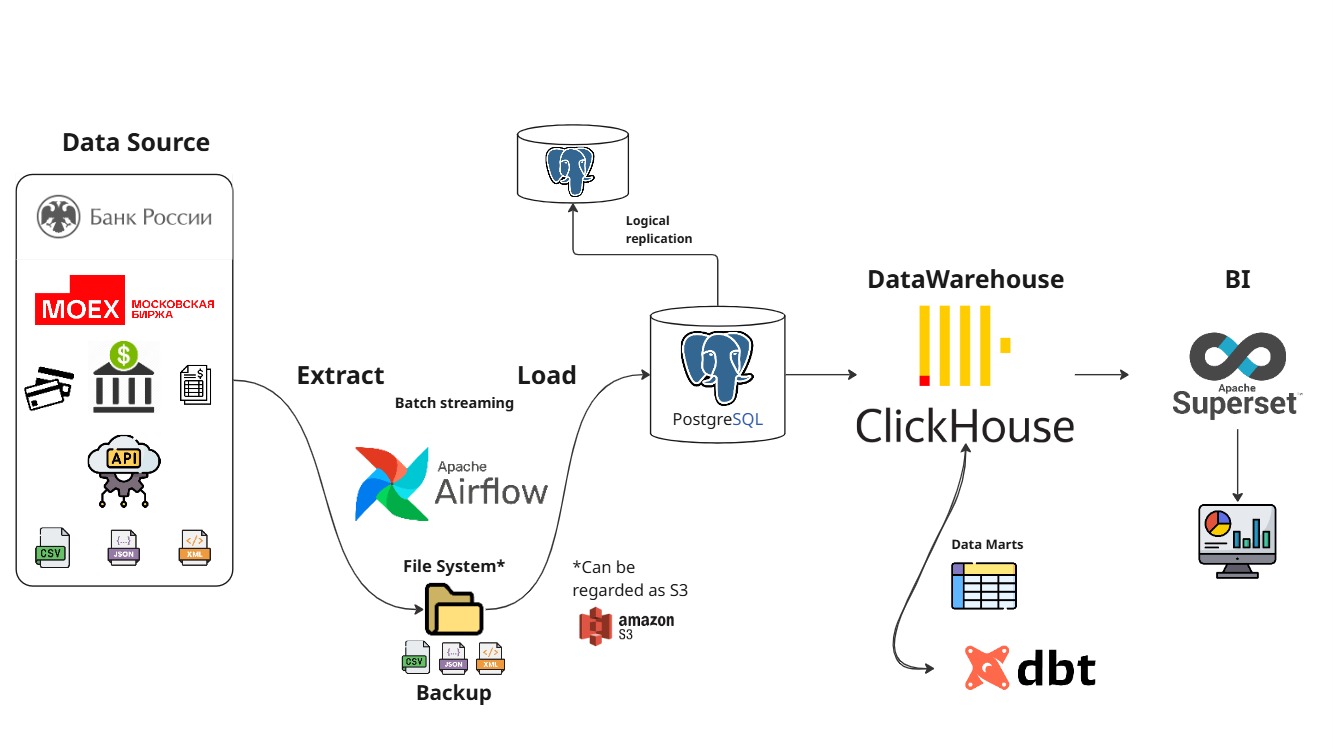 Data Source
Банк России
MOEX
МОСКОВСКАЯ
БИРЖА
$
API
CSV
{...}
JSON
</>
XML
Extract
Load
Batch streaming
Apache
Airflow
File System*
CSV
{...}
JSON
</>
XML
Backup
*Can be
regarded as S3
amazon
S3
Logical
replication
PostgreSQL
DataWarehouse
ClickHouse
Data Marts
dbt
BI
Apache
Superset